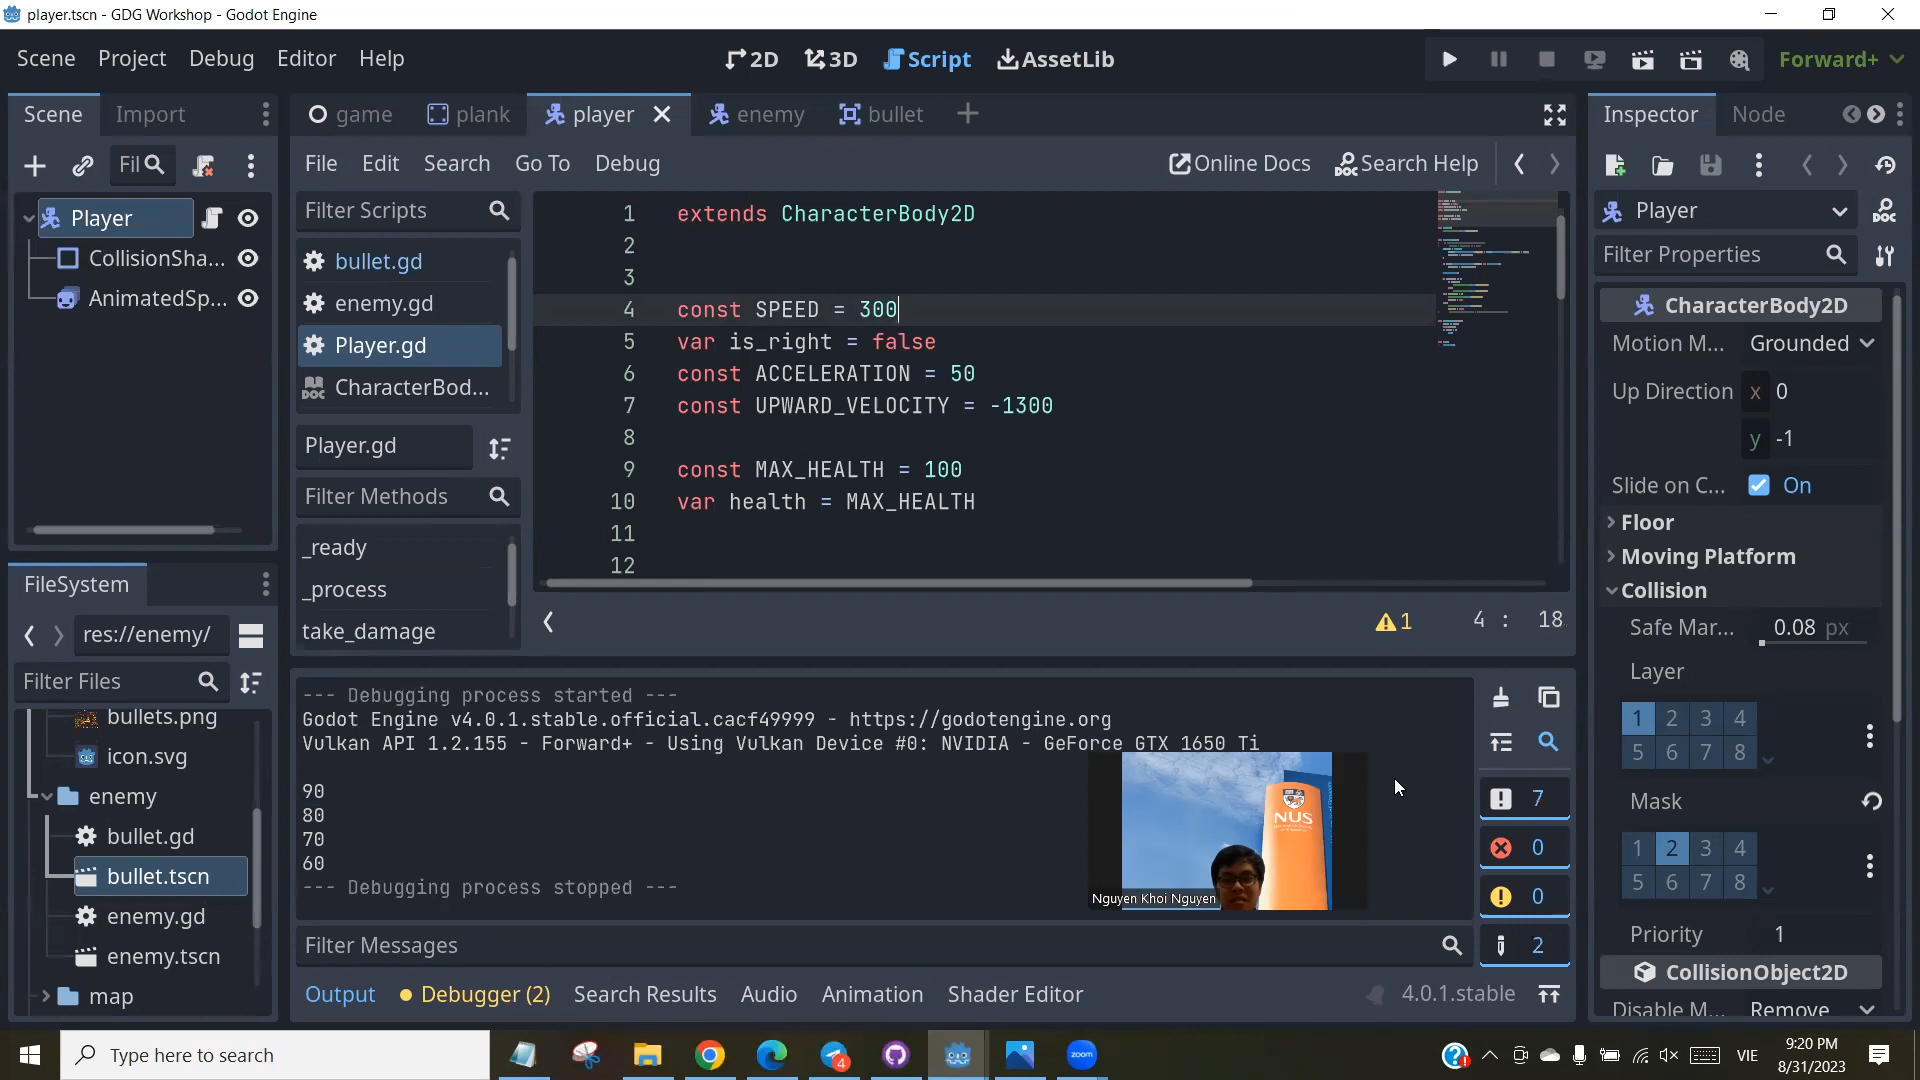 player.tscn - GDG Workshop - Godot Engine
Scene Project Debug Editor Help
2D 3D Script AssetLib
Forward+
Scene Import
game plank player enemy bullet
Inspector Node
Fil
File Edit Search Go To Debug
Online Docs Search Help
Player
CollisionSha...
AnimatedSp...
Filter Scripts
bullet.gd
enemy.gd
Player.gd
CharacterBod...
Player.gd
Filter Methods
_ready
_process
take_damage
1 extends CharacterBody2D
2
3
4 const SPEED = 300
5 var is_right = false
6 const ACCELERATION = 50
7 const UPWARD_VELOCITY = -1300
8
9 const MAX_HEALTH = 100
10 var health = MAX_HEALTH
11
12
1 4 : 18
Player
Filter Properties
CharacterBody2D
Motion M... Grounded
Up Direction x 0
y -1
Slide on C... On
Floor
Moving Platform
Collision
Safe Mar... 0.08 px
Layer
1 2 3 4
5 6 7 8
Mask
1 2 3 4
5 6 7 8
Priority 1
CollisionObject2D
Disable M... Remove
FileSystem
res://enemy/
Filter Files
bullets.png
icon.svg
enemy
bullet.gd
bullet.tscn
enemy.gd
enemy.tscn
map
--- Debugging process started ---
Godot Engine v4.0.1.stable.official.cacf49999 - https://godotengine.org
Vulkan API 1.2.155 - Forward+ - Using Vulkan Device #0: NVIDIA - GeForce GTX 1650 Ti
90
80
70
60
--- Debugging process stopped ---
NUS
Nguyen Khoi Nguyen
7
0
0
2
Filter Messages
Output Debugger (2) Search Results Audio Animation Shader Editor
4.0.1.stable
Type here to search
4
zoom
VIE
9:20 PM
8/31/2023